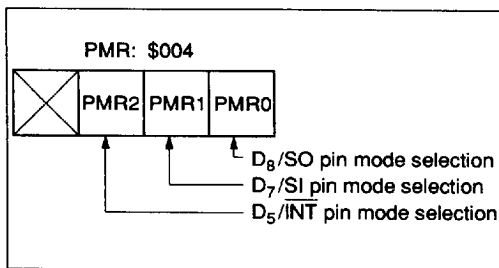 PMR: $004
PMR2 PMR1 PMR0
D₈/SO pin mode selection
D₇/SI pin mode selection
D₅/I̅N̅T̅ pin mode selection